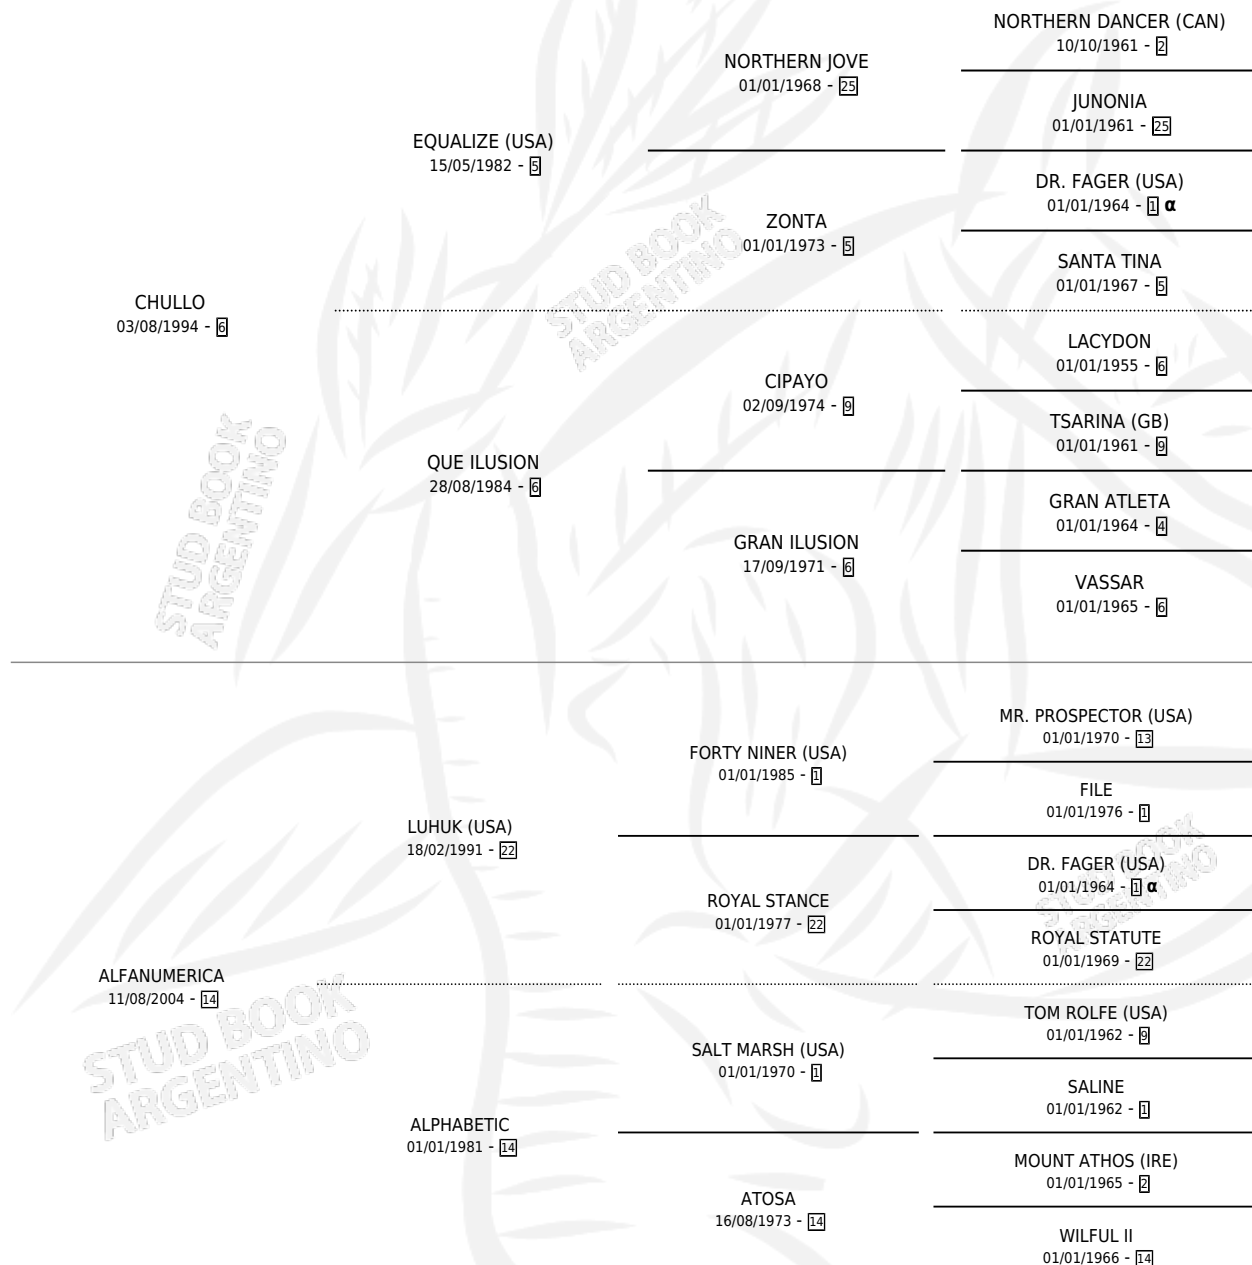 NORTHERN DANCER (CAN)
10/10/1961 - 2
NORTHERN JOVE
01/01/1968 - 25
JUNONIA
01/01/1961 - 25
EQUALIZE (USA)
15/05/1982 - 5
DR. FAGER (USA)
01/01/1964 - 1 α
ZONTA
01/01/1973 - 5
SANTA TINA
01/01/1967 - 5
STUD BOOK
ARGENTINO
CHULLO
03/08/1994 - 6
LACYDON
01/01/1955 - 6
CIPAYO
02/09/1974 - 9
TSARINA (GB)
01/01/1961 - 9
QUE ILUSION
28/08/1984 - 6
GRAN ATLETA
01/01/1964 - 4
GRAN ILUSION
17/09/1971 - 6
VASSAR
01/01/1965 - 6
STUD BOOK
ARGENTINO
MR. PROSPECTOR (USA)
01/01/1970 - 13
FORTY NINER (USA)
01/01/1985 - 1
FILE
01/01/1976 - 1
LUHUK (USA)
18/02/1991 - 22
DR. FAGER (USA)
01/01/1964 - 1 α
STUD BOOK
ARGENTINO
ROYAL STANCE
01/01/1977 - 22
ROYAL STATUTE
01/01/1969 - 22
ALFANUMERICA
11/08/2004 - 14
STUD BOOK
ARGENTINO
TOM ROLFE (USA)
01/01/1962 - 9
SALT MARSH (USA)
01/01/1970 - 1
SALINE
01/01/1962 - 1
ALPHABETIC
01/01/1981 - 14
MOUNT ATHOS (IRE)
01/01/1965 - 2
ATOSA
16/08/1973 - 14
WILFUL II
01/01/1966 - 14